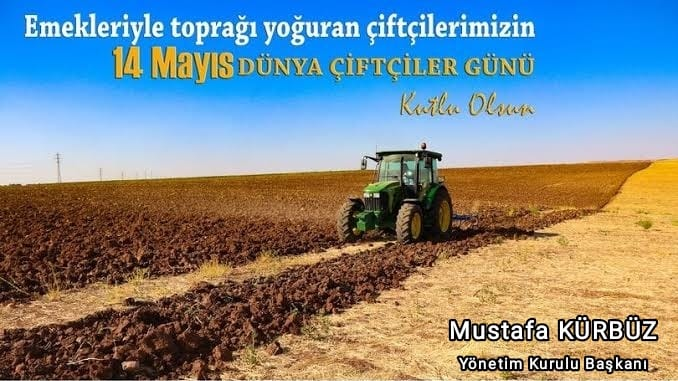 Emekleriyle toprağı yoğuran çiftçilerimizin
14 Mayıs DÜNYA ÇİFTÇİLER GÜNÜ
Kutlu Olsun
Mustafa KÜRBÜZ
Yönetim Kurulu Başkanı